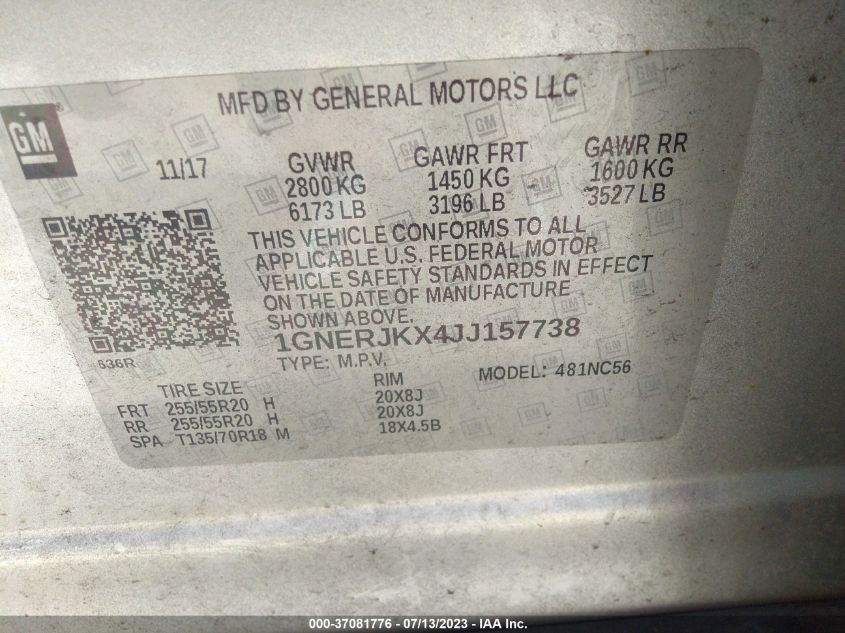 MFD BY GENERAL MOTORS LLC
GM
11/17
GVWR GAWR FRT GAWR RR
2800 KG 1450 KG 1600 KG
6173 LB 3196 LB 3527 LB
THIS VEHICLE CONFORMS TO ALL
APPLICABLE U.S. FEDERAL MOTOR
VEHICLE SAFETY STANDARDS IN EFFECT
ON THE DATE OF MANUFACTURE
SHOWN ABOVE.
1GNERJKX4JJ157738
636R
TYPE: M.P.V. MODEL: 481NC56
TIRE SIZE RIM
FRT 255/55R20 H 20X8J
RR 255/55R20 H 20X8J
SPA T135/70R18 M 18X4.5B
000-37081776 - 07/13/2023 - IAA Inc.